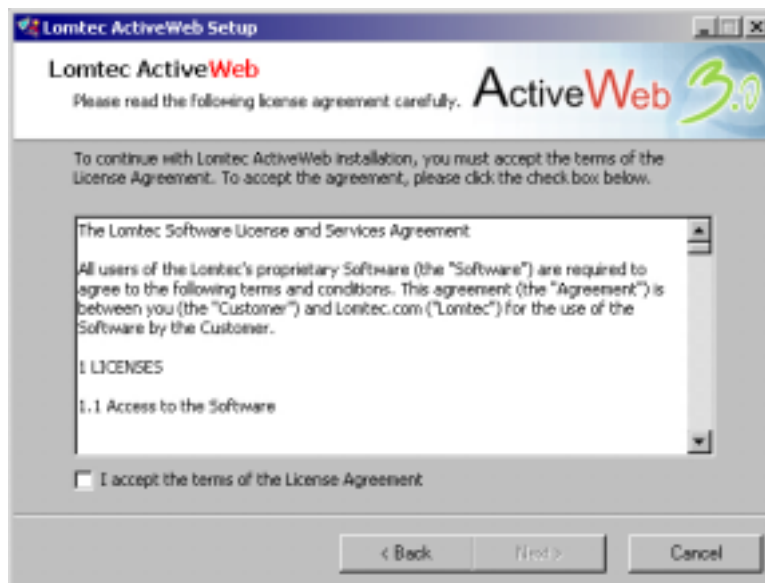 Lomtec ActiveWeb Setup
Lomtec ActiveWeb
Please read the following license agreement carefully.
ActiveWeb 3.0
To continue with Lomtec ActiveWeb installation, you must accept the terms of the
License Agreement. To accept the agreement, please click the check box below.
The Lomtec Software License and Services Agreement
All users of the Lomtec's proprietary Software (the "Software") are required to
agree to the following terms and conditions. This agreement (the "Agreement") is
between you (the "Customer") and Lomtec.com ("Lomtec") for the use of the
Software by the Customer.
1 LICENSES
1.1 Access to the Software
I accept the terms of the License Agreement
< Back
Next >
Cancel